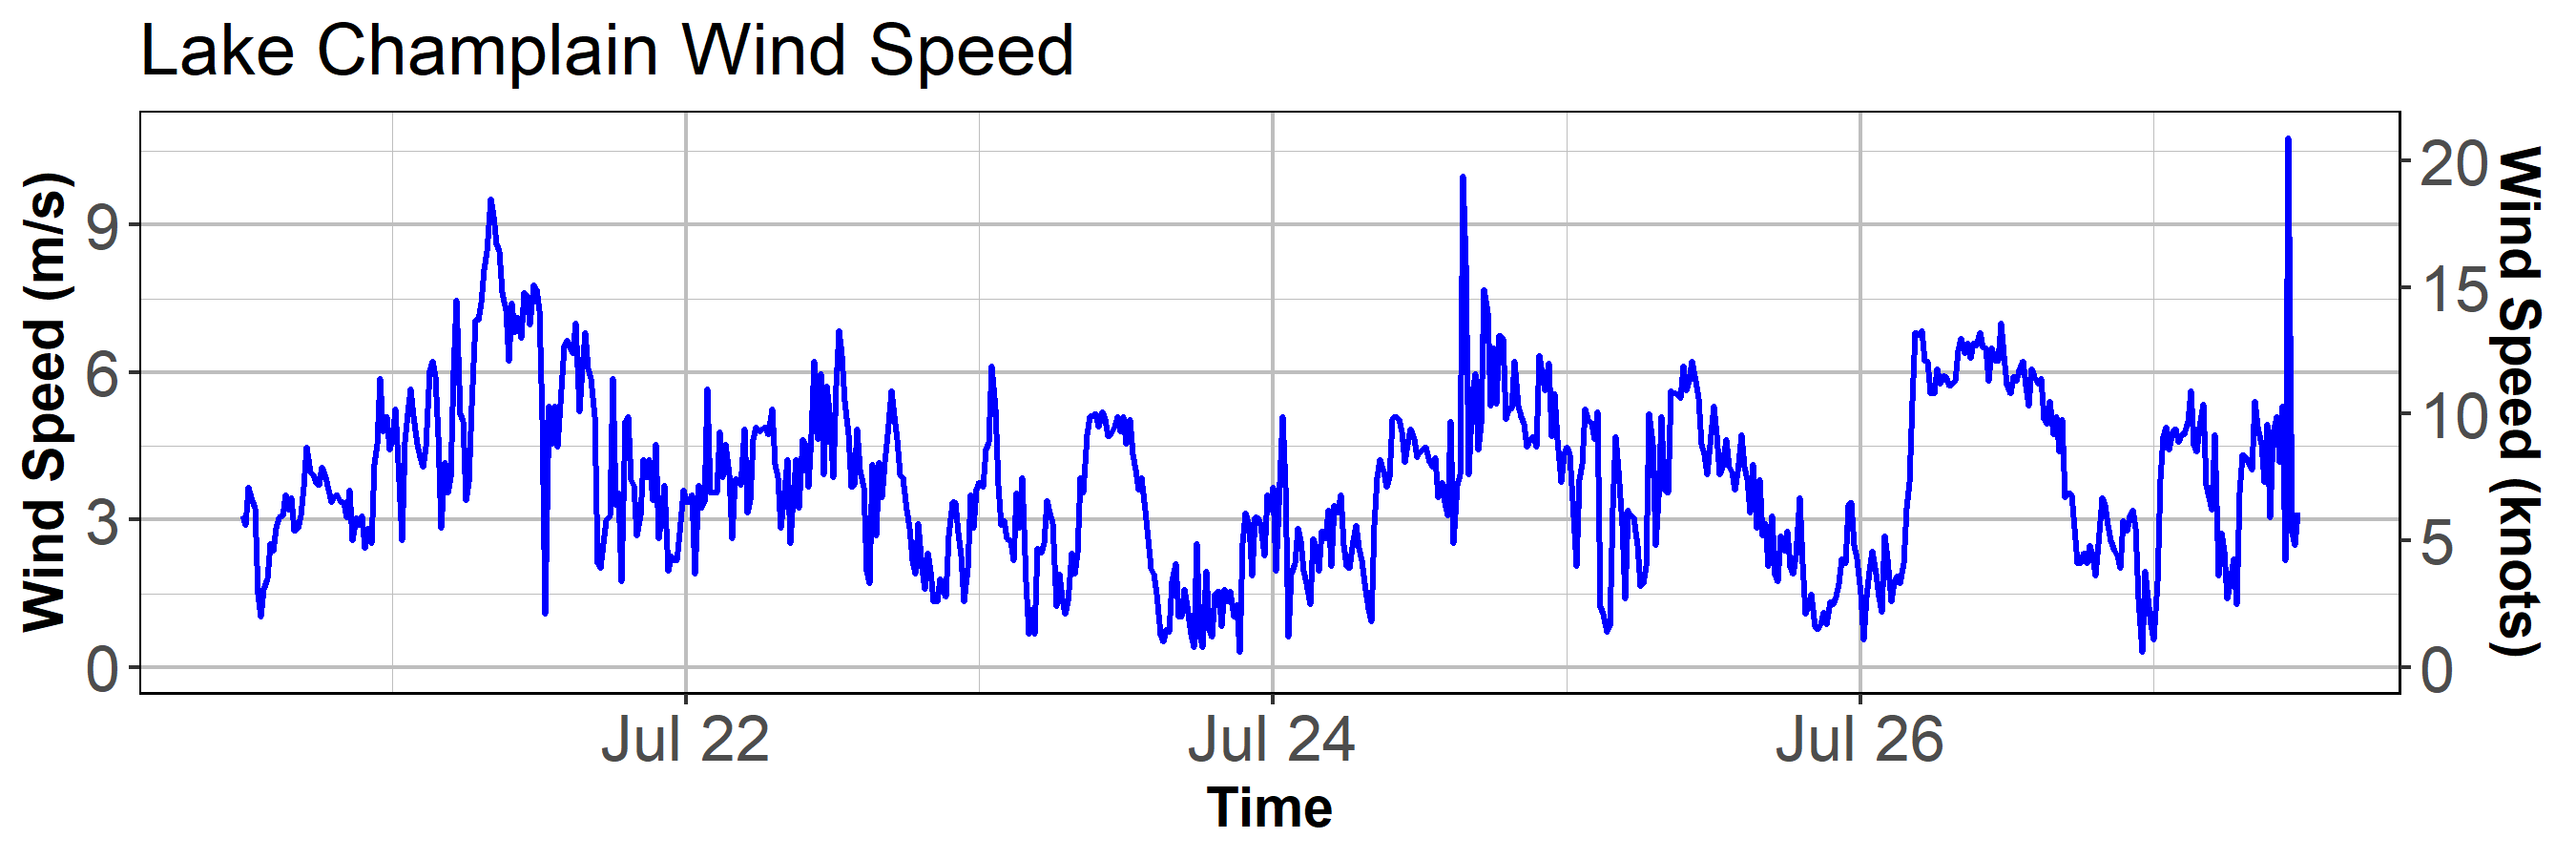 Lake Champlain Wind Speed
Wind Speed (m/s)
9
6
3
0
20
15
10
5
0
Wind Speed (knots)
Jul 22
Jul 24
Jul 26
Time